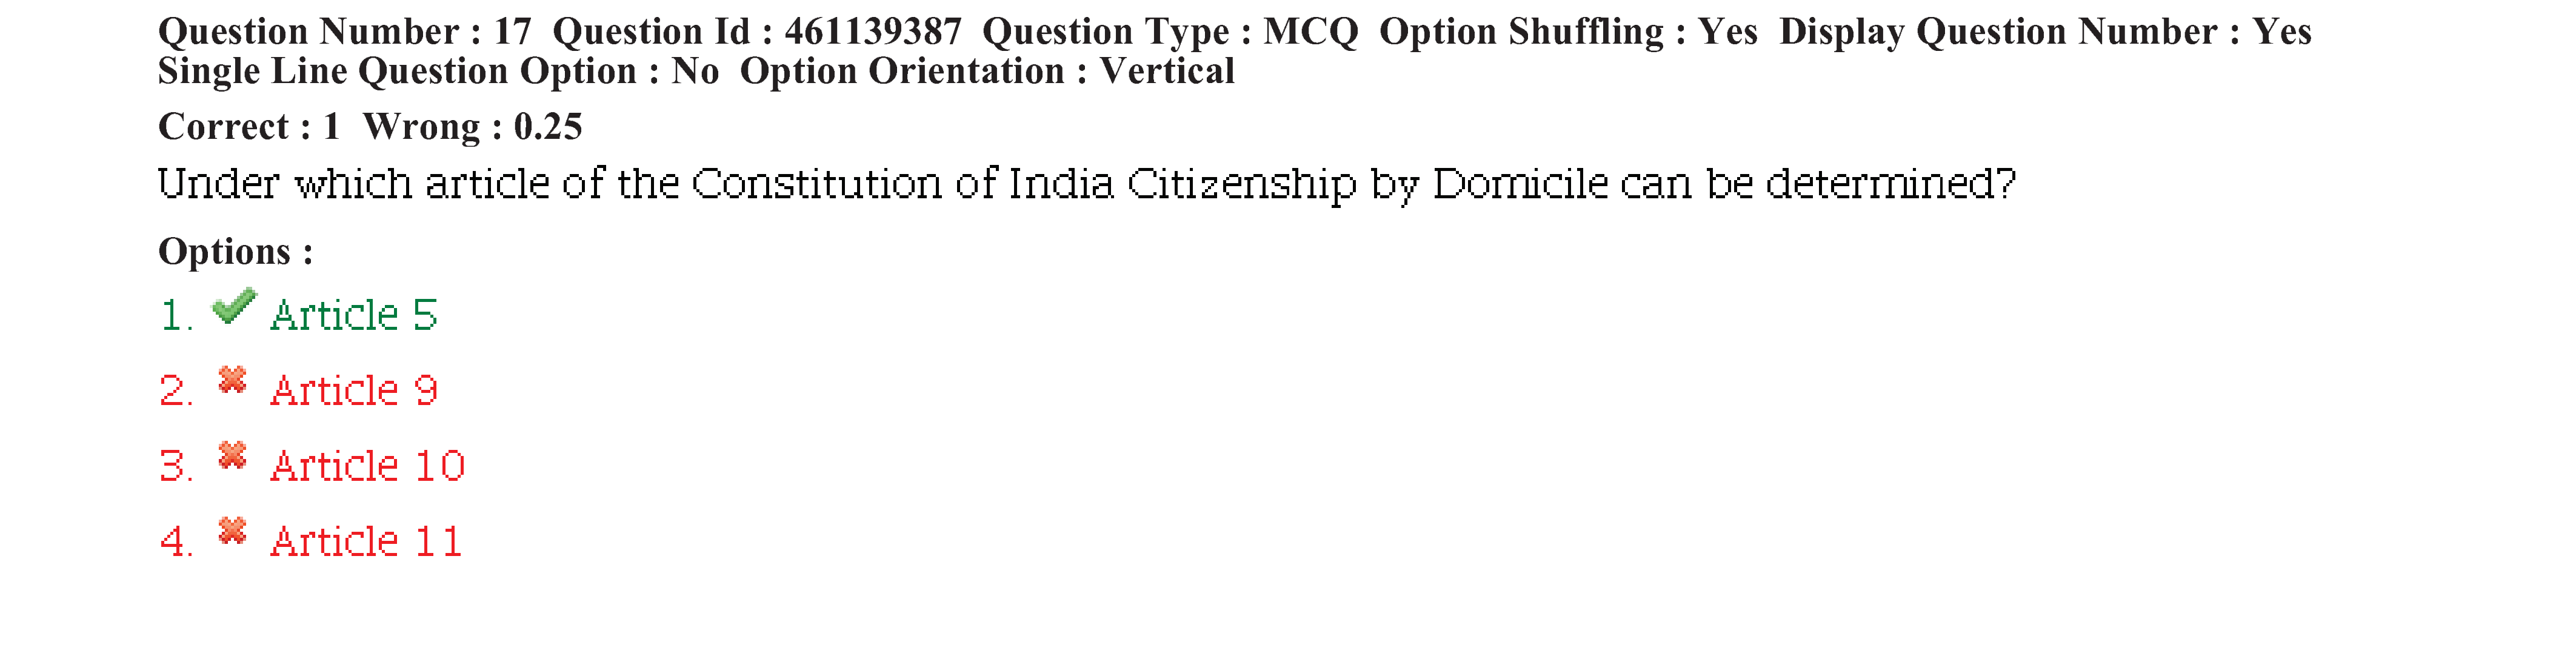 Question Number : 17 Question Id : 461139387 Question Type : MCQ Option Shuffling : Yes Display Question Number : Yes
Single Line Question Option : No Option Orientation : Vertical
Correct : 1 Wrong : 0.25
Under which article of the Constitution of India Citizenship by Domicile can be determined?
Options :
1. Article 5
2. Article 9
3. Article 10
4. Article 11